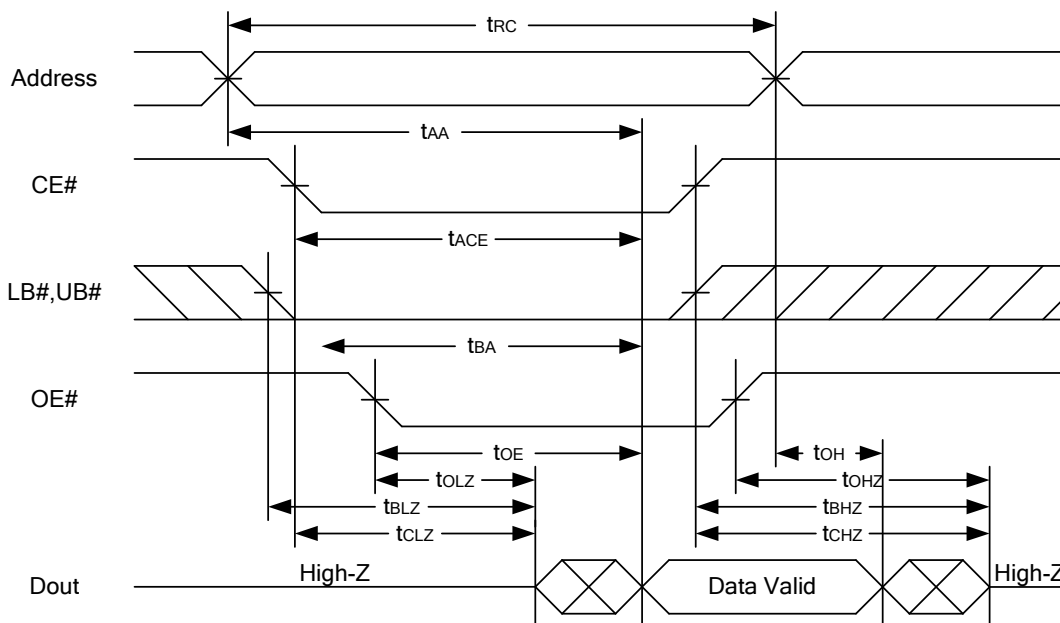 tRC
Address
tAA
CE#
tACE
LB#,UB#
tBA
OE#
tOE
tOH
tOLZ
tOHZ
tBLZ
tBHZ
tCLZ
tCHZ
Dout
High-Z
Data Valid
High-Z